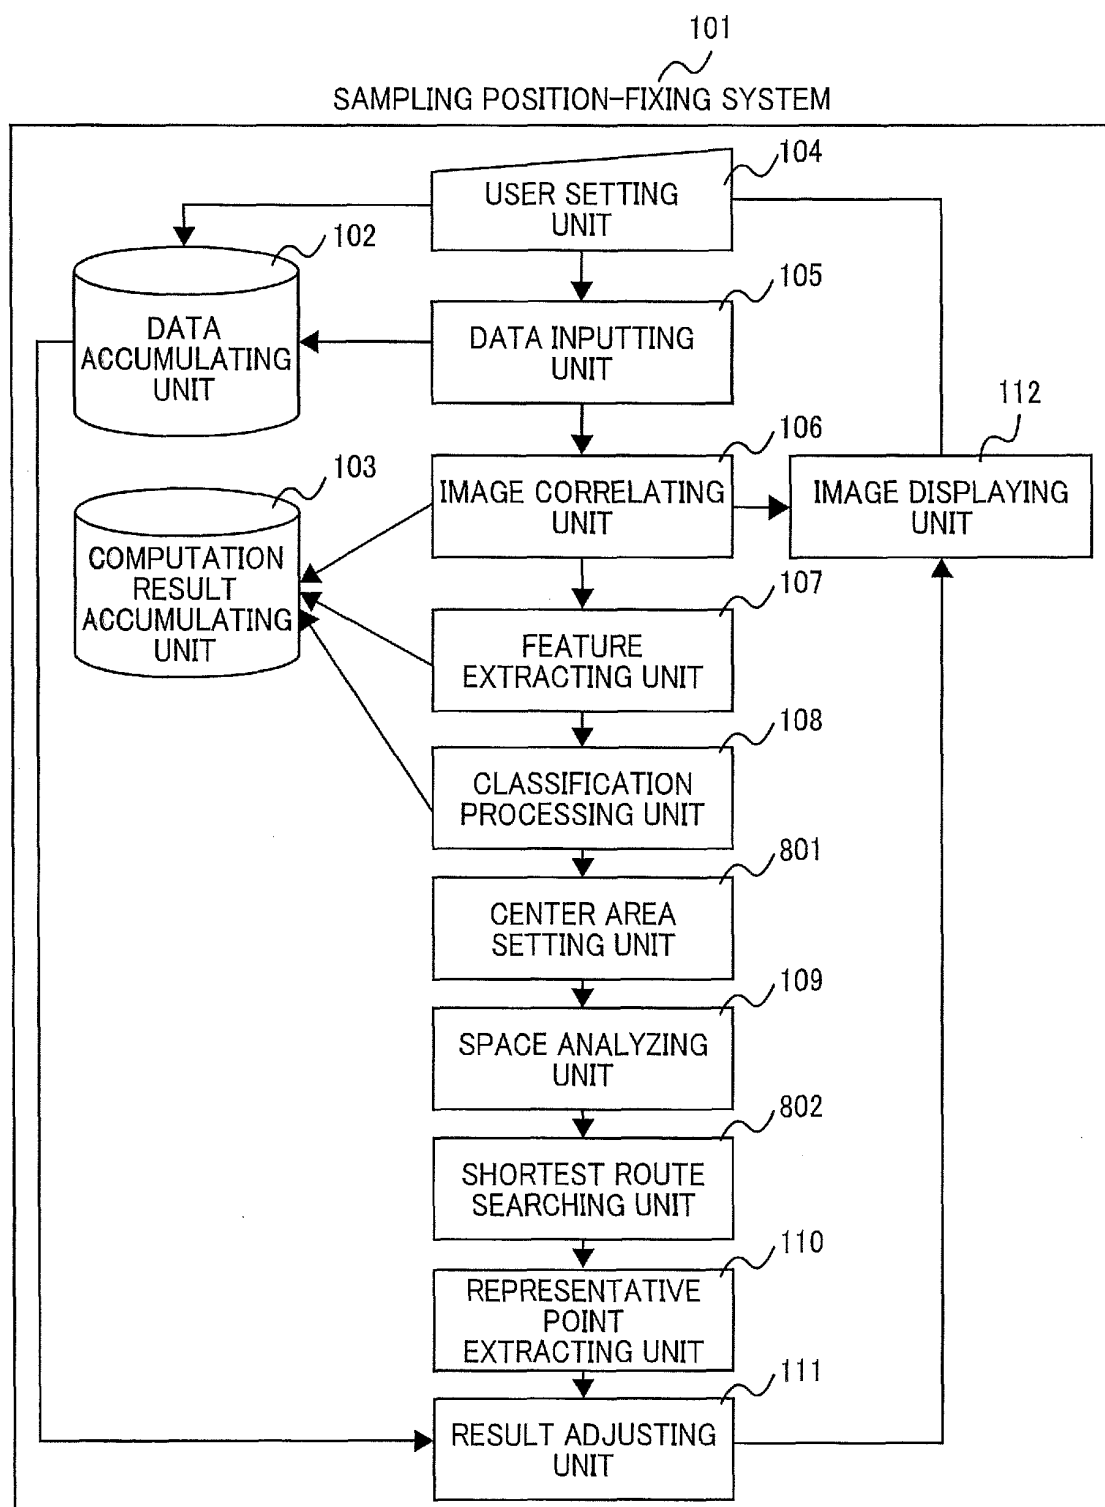 101
SAMPLING POSITION-FIXING SYSTEM
104
USER SETTING
UNIT
102
DATA
ACCUMULATING
UNIT
105
DATA INPUTTING
UNIT
112
IMAGE DISPLAYING
UNIT
106
IMAGE CORRELATING
UNIT
103
COMPUTATION
RESULT
ACCUMULATING
UNIT
107
FEATURE
EXTRACTING UNIT
108
CLASSIFICATION
PROCESSING UNIT
801
CENTER AREA
SETTING UNIT
109
SPACE ANALYZING
UNIT
802
SHORTEST ROUTE
SEARCHING UNIT
110
REPRESENTATIVE
POINT
EXTRACTING UNIT
111
RESULT ADJUSTING
UNIT